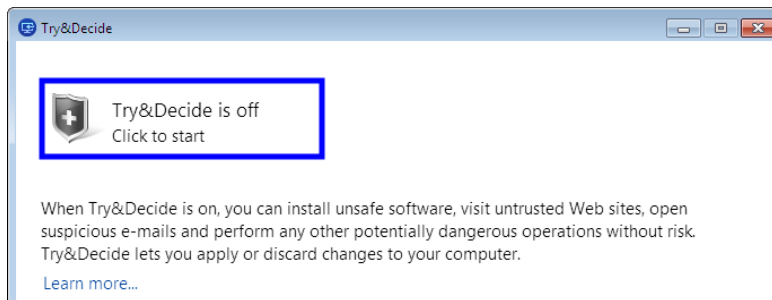 Try&Decide
Try&Decide is off
Click to start
When Try&Decide is on, you can install unsafe software, visit untrusted Web sites, open
suspicious e-mails and perform any other potentially dangerous operations without risk.
Try&Decide lets you apply or discard changes to your computer.
Learn more...